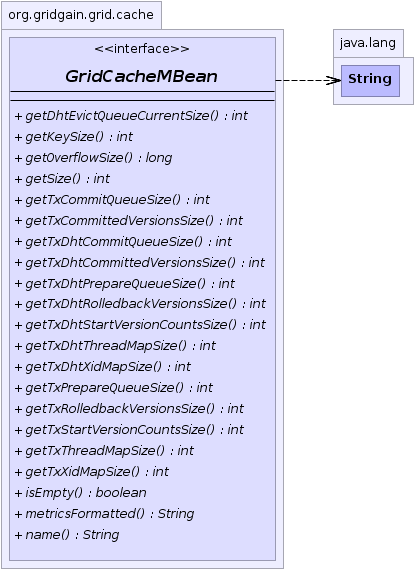 org.gridgain.grid.cache
<<interface>>
GridCacheMBean
+ getDhtEvictQueueCurrentSize() : int
+ getKeySize() : int
+ getOverflowSize() : long
+ getSize() : int
+ getTxCommitQueueSize() : int
+ getTxCommittedVersionsSize() : int
+ getTxDhtCommitQueueSize() : int
+ getTxDhtCommittedVersionsSize() : int
+ getTxDhtPrepareQueueSize() : int
+ getTxDhtRolledbackVersionsSize() : int
+ getTxDhtStartVersionCountsSize() : int
+ getTxDhtThreadMapSize() : int
+ getTxDhtXidMapSize() : int
+ getTxPrepareQueueSize() : int
+ getTxRolledbackVersionsSize() : int
+ getTxStartVersionCountsSize() : int
+ getTxThreadMapSize() : int
+ getTxXidMapSize() : int
+ isEmpty() : boolean
+ metricsFormatted() : String
+ name() : String
java.lang
String